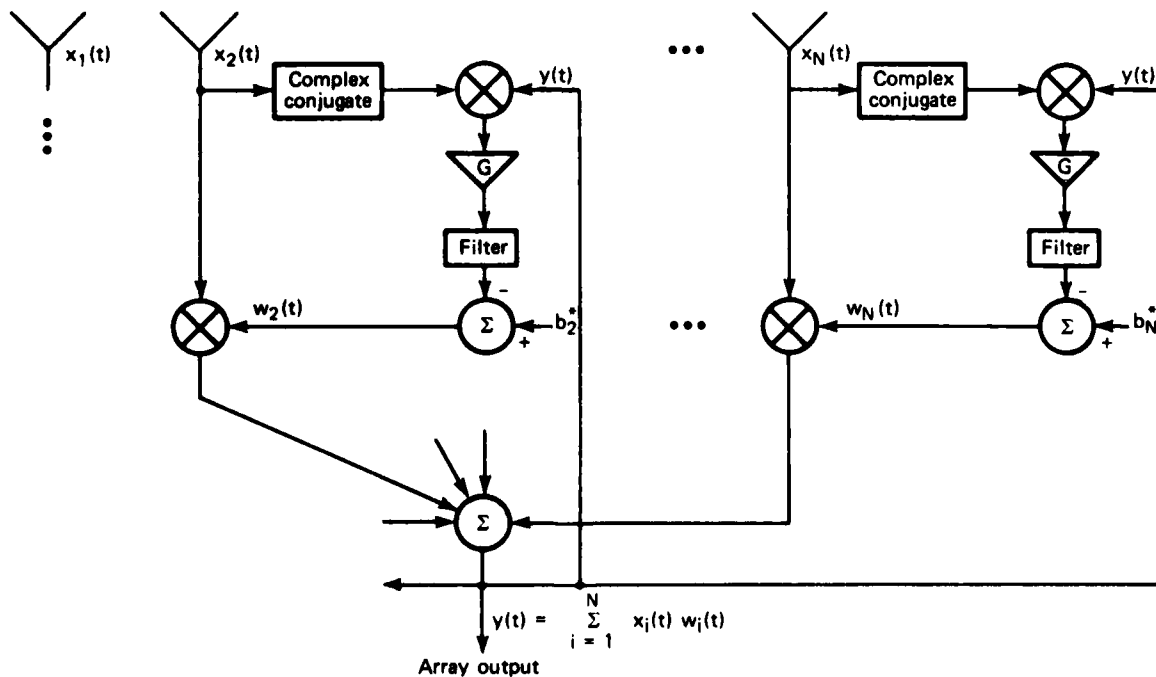 x₁(t)
x₂(t)
•••
x_N(t)
Complex conjugate
y(t)
Complex conjugate
y(t)
•••
G
G
Filter
Filter
-
-
w₂(t)
Σ
b₂*
+
•••
w_N(t)
Σ
b_N*
+
Σ
y(t) = N Σ i = 1 x_i(t) w_i(t)
Array output